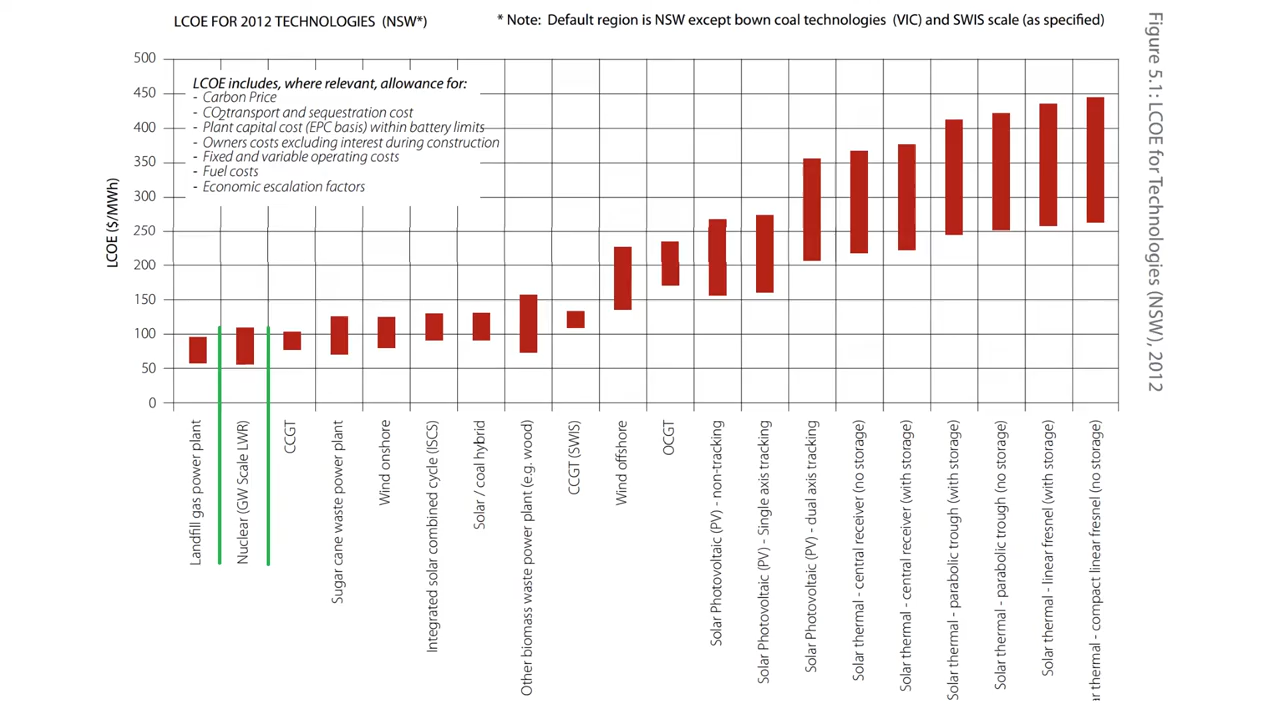 LCOE FOR 2012 TECHNOLOGIES (NSW*)
* Note: Default region is NSW except bown coal technologies (VIC) and SWIS scale (as specified)
Figure 5.1: LCOE for Technologies (NSW), 2012
LCOE includes, where relevant, allowance for:
- Carbon Price
- CO2transport and sequestration cost
- Plant capital cost (EPC basis) within battery limits
- Owners costs excluding interest during construction
- Fixed and variable operating costs
- Fuel costs
- Economic escalation factors
LCOE ($/MWh)
500
450
400
350
300
250
200
150
100
50
0
Landfill gas power plant
Nuclear (GW Scale LWR)
CCGT
Sugar cane waste power plant
Wind onshore
Integrated solar combined cycle (ISCS)
Solar / coal hybrid
Other biomass waste power plant (e.g. wood)
CCGT (SWIS)
Wind offshore
OCGT
Solar Photovoltaic (PV) - non-tracking
Solar Photovoltaic (PV) - Single axis tracking
Solar Photovoltaic (PV) - dual axis tracking
Solar thermal - central receiver (no storage)
Solar thermal - central receiver (with storage)
Solar thermal - parabolic trough (with storage)
Solar thermal - parabolic trough (no storage)
Solar thermal - linear fresnel (with storage)
r thermal - compact linear fresnel (no storage)